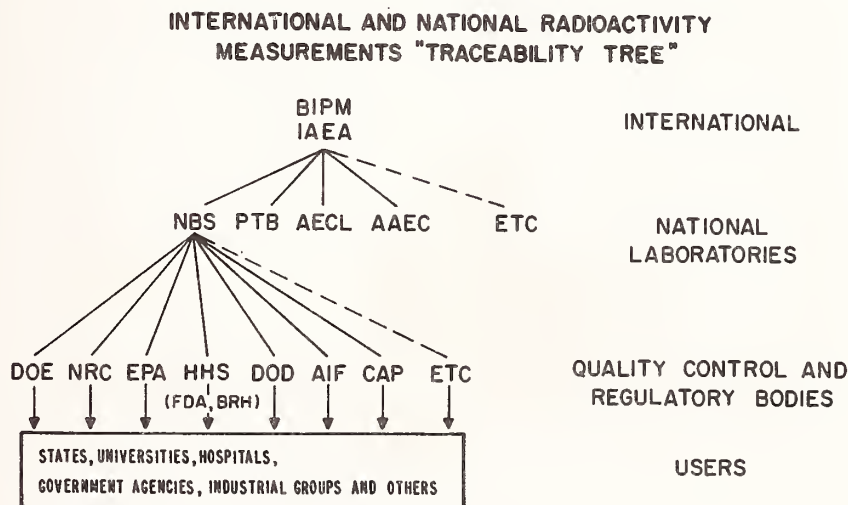 INTERNATIONAL AND NATIONAL RADIOACTIVITY
MEASUREMENTS "TRACEABILITY TREE"
BIPM
IAEA
INTERNATIONAL
NBS PTB AECL AAEC ETC
NATIONAL
LABORATORIES
DOE NRC EPA HHS DOD AIF CAP ETC
(FDA, BRH)
QUALITY CONTROL AND
REGULATORY BODIES
STATES, UNIVERSITIES, HOSPITALS,
GOVERNMENT AGENCIES, INDUSTRIAL GROUPS AND OTHERS
USERS